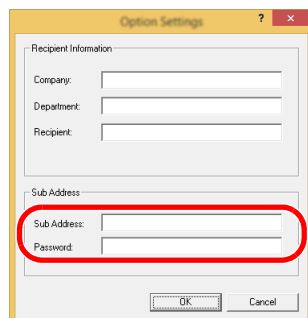 Option Settings
?
×
Recipient Information
Company:
Department:
Recipient:
Sub Address
Sub Address:
Password:
OK
Cancel